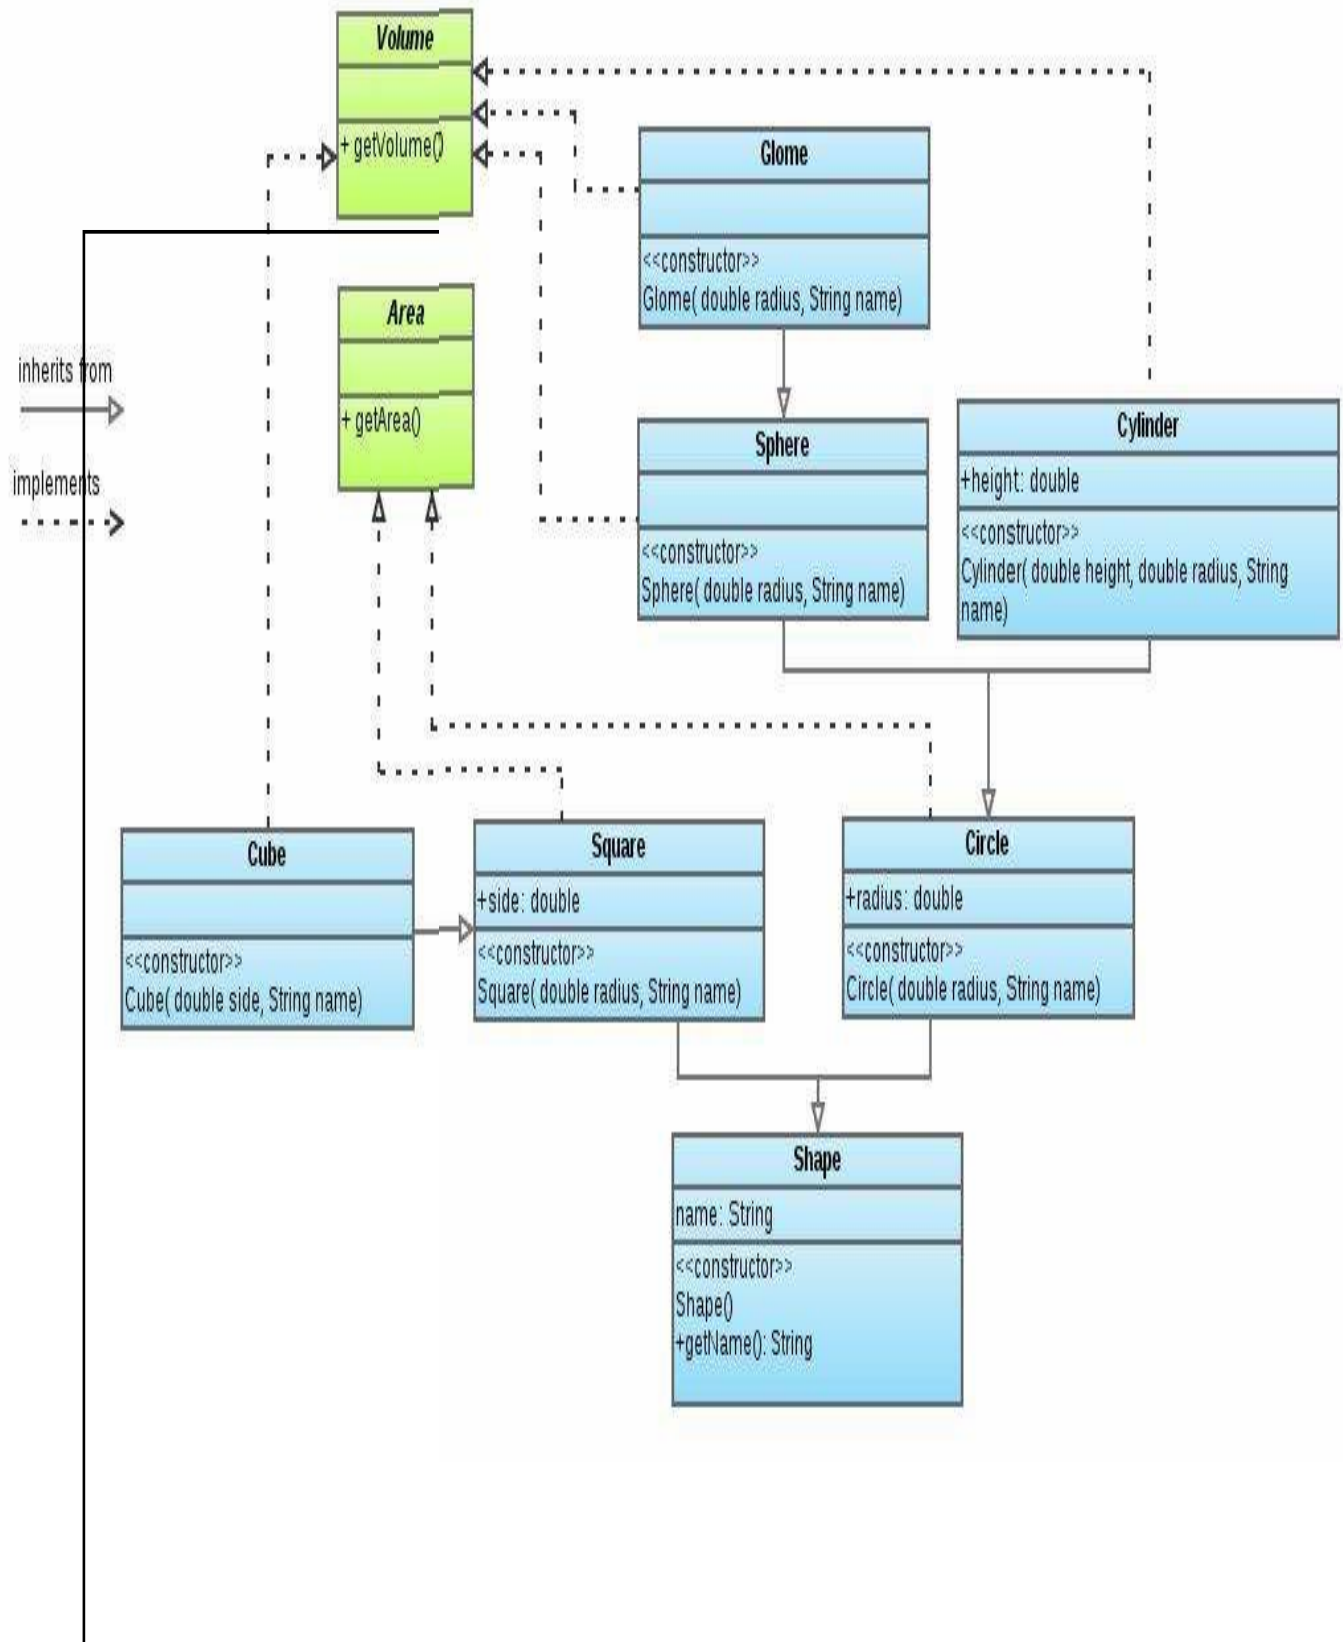 Volume
+ getVolume()
Glome
<<constructor>>
Glome( double radius, String name)
Area
+ getArea()
inherits from
implements
Sphere
<<constructor>>
Sphere( double radius, String name)
Cylinder
+height: double
<<constructor>>
Cylinder( double height, double radius, String
name)
Cube
<<constructor>>
Cube( double side, String name)
Square
+side: double
<<constructor>>
Square( double radius, String name)
Circle
+radius: double
<<constructor>>
Circle( double radius, String name)
Shape
name: String
<<constructor>>
Shape()
+getName(): String